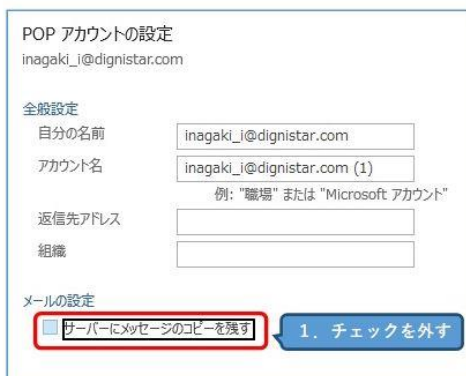 POP アカウントの設定
inagaki_i@dignistar.com
全般設定
自分の名前 inagaki_i@dignistar.com
アカウント名 inagaki_i@dignistar.com (1)
例: "職場" または "Microsoft アカウント"
返信先アドレス
組織
メールの設定
サーバーにメッセージのコピーを残す 1. チェックを外す